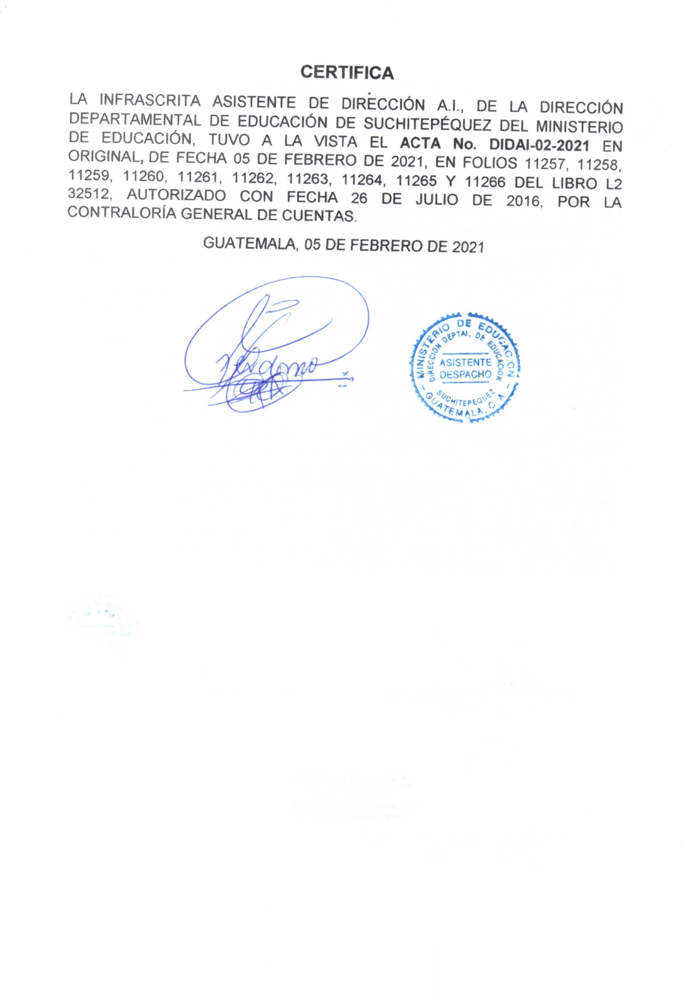 CERTIFICA
LA INFRASCRITA ASISTENTE DE DIRECCIÓN A.I., DE LA DIRECCIÓN
DEPARTAMENTAL DE EDUCACIÓN DE SUCHITEPÉQUEZ DEL MINISTERIO
DE EDUCACIÓN, TUVO A LA VISTA EL ACTA No. DIDAI-02-2021 EN
ORIGINAL, DE FECHA 05 DE FEBRERO DE 2021, EN FOLIOS 11257, 11258,
11259, 11260, 11261, 11262, 11263, 11264, 11265 Y 11266 DEL LIBRO L2
32512, AUTORIZADO CON FECHA 26 DE JULIO DE 2016, POR LA
CONTRALORÍA GENERAL DE CUENTAS.
GUATEMALA, 05 DE FEBRERO DE 2021
MINISTERIO DE EDUCACION
DIRECCION DEPTAL. DE EDUCACION
ASISTENTE
DESPACHO
SUCHITEPEQUEZ
- GUATEMALA, C. A. -